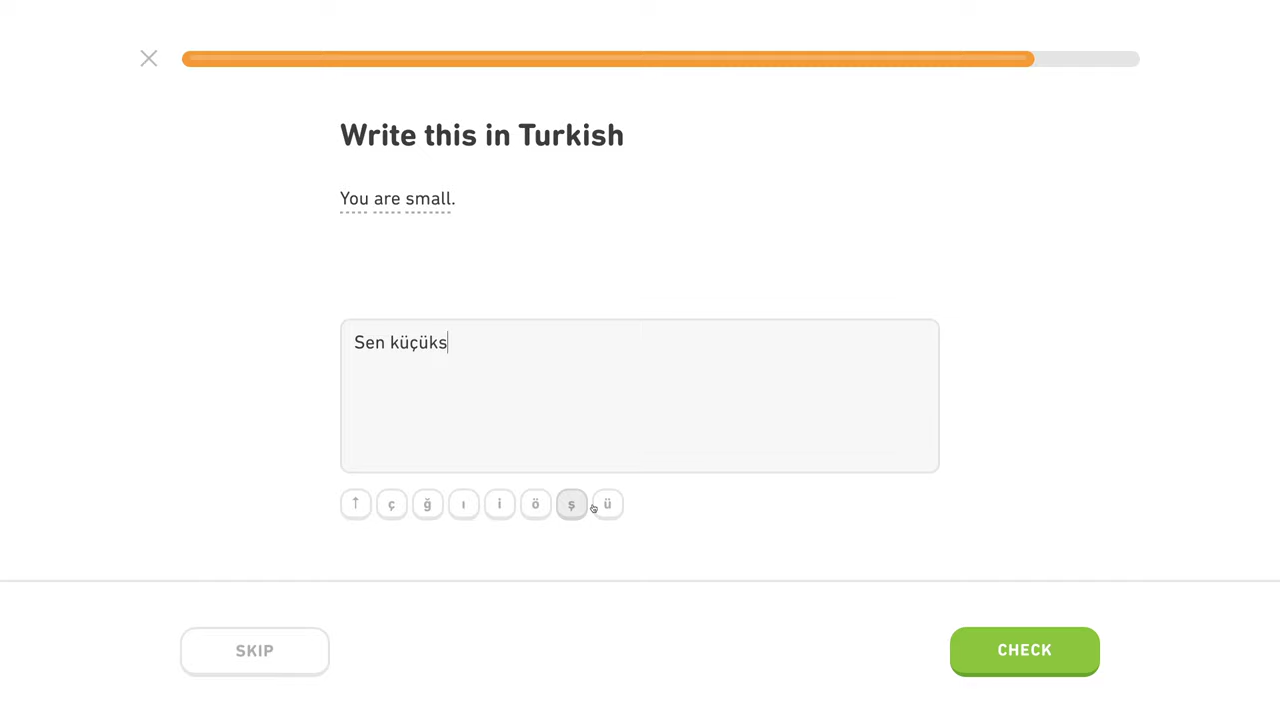 Write this in Turkish
You are small.
Sen küçüks
↑ ç ğ ı i ö ş ü
SKIP
CHECK